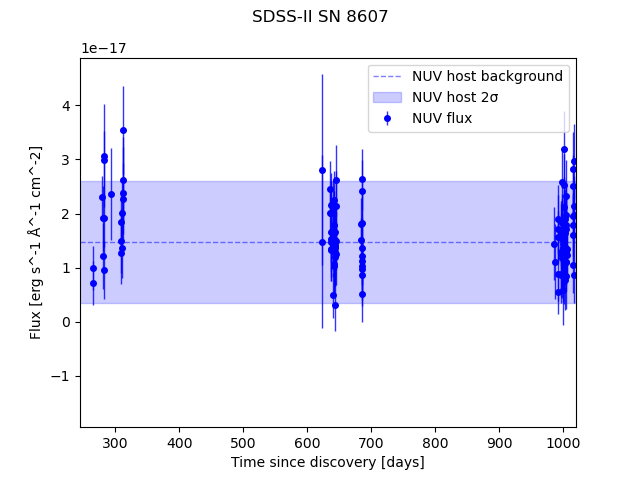 SDSS-II SN 8607
1e−17
NUV host background
NUV host 2σ
NUV flux
4
3
2
1
0
−1
Flux [erg s^-1 Å^-1 cm^-2]
300 400 500 600 700 800 900 1000
Time since discovery [days]